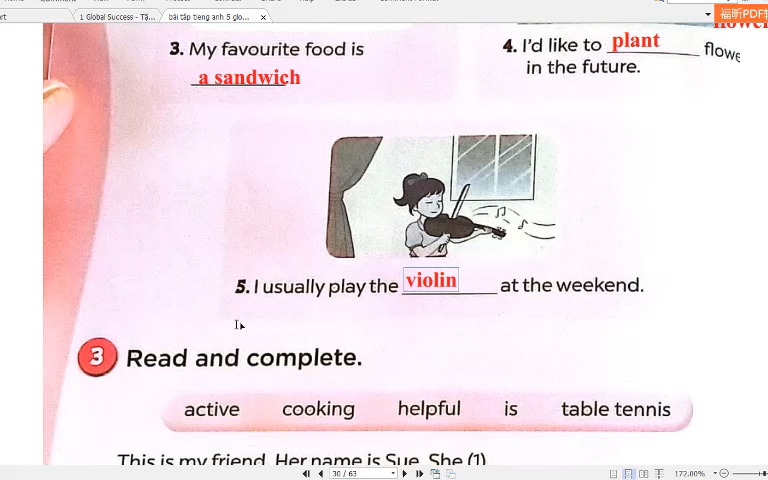 1 Global Success - Tậ...
bài tập tieng anh 5 glo...
福昕PDF转
3. My favourite food is
a sandwich
4. I'd like to plant flowe
in the future.
5. I usually play the violin at the weekend.
3 Read and complete.
active cooking helpful is table tennis
This is my friend. Her name is Sue. She (1)
30 / 63
172.00%